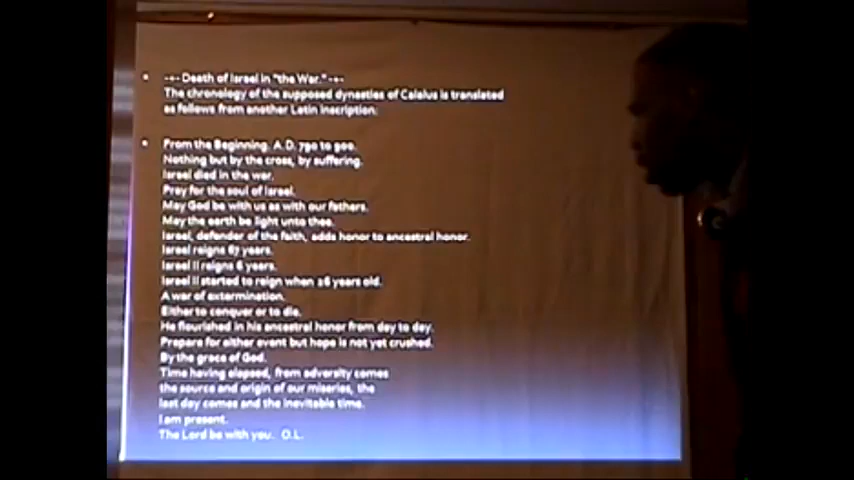 • -+- Death of Israel in "the War." -+-
The chronology of the supposed dynasties of Calalus is translated
as follows from another Latin inscription:
• From the Beginning. A.D. 790 to 900.
Nothing but by the cross, by suffering.
Israel died in the war.
Pray for the soul of Israel.
May God be with us as with our fathers.
May the earth be light unto thee.
Israel, defender of the faith, adds honor to ancestral honor.
Israel reigns 67 years.
Israel II reigns 6 years.
Israel II started to reign when 26 years old.
A war of extermination.
Either to conquer or to die.
He flourished in his ancestral honor from day to day.
Prepare for either event but hope is not yet crushed.
By the grace of God.
Time having elapsed, from adversity comes
the source and origin of our miseries, the
last day comes and the inevitable time.
I am present.
The Lord be with you. O.L.